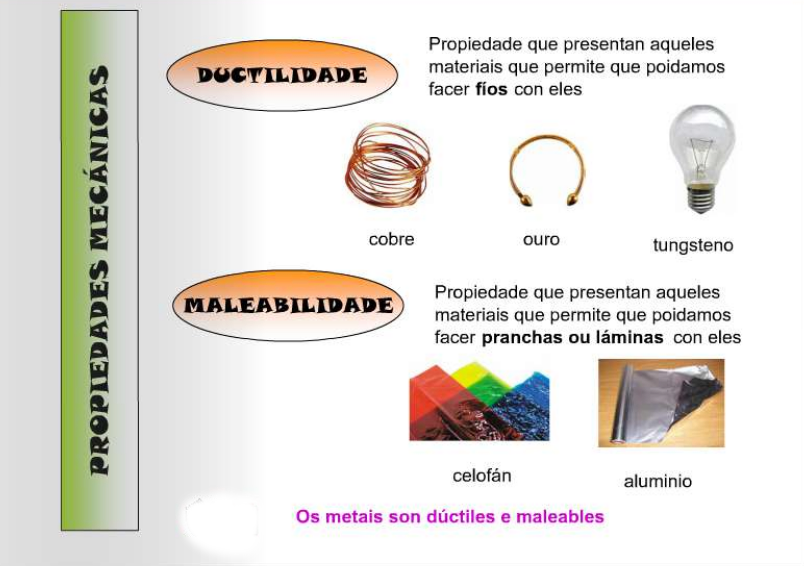 PROPIEDADES MECÁNICAS
DUCTILIDADE
Propiedade que presentan aqueles
materiais que permite que poidamos
facer fíos con eles
cobre
ouro
tungsteno
MALEABILIDADE
Propiedade que presentan aqueles
materiais que permite que poidamos
facer pranchas ou láminas con eles
celofán
aluminio
Os metais son dúctiles e maleables